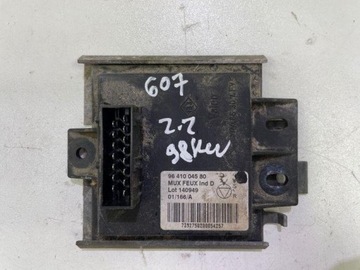 607
2.2
98kw
96 410 045 80
MUX FEUX Ind D
Lot 140949
01/166/A